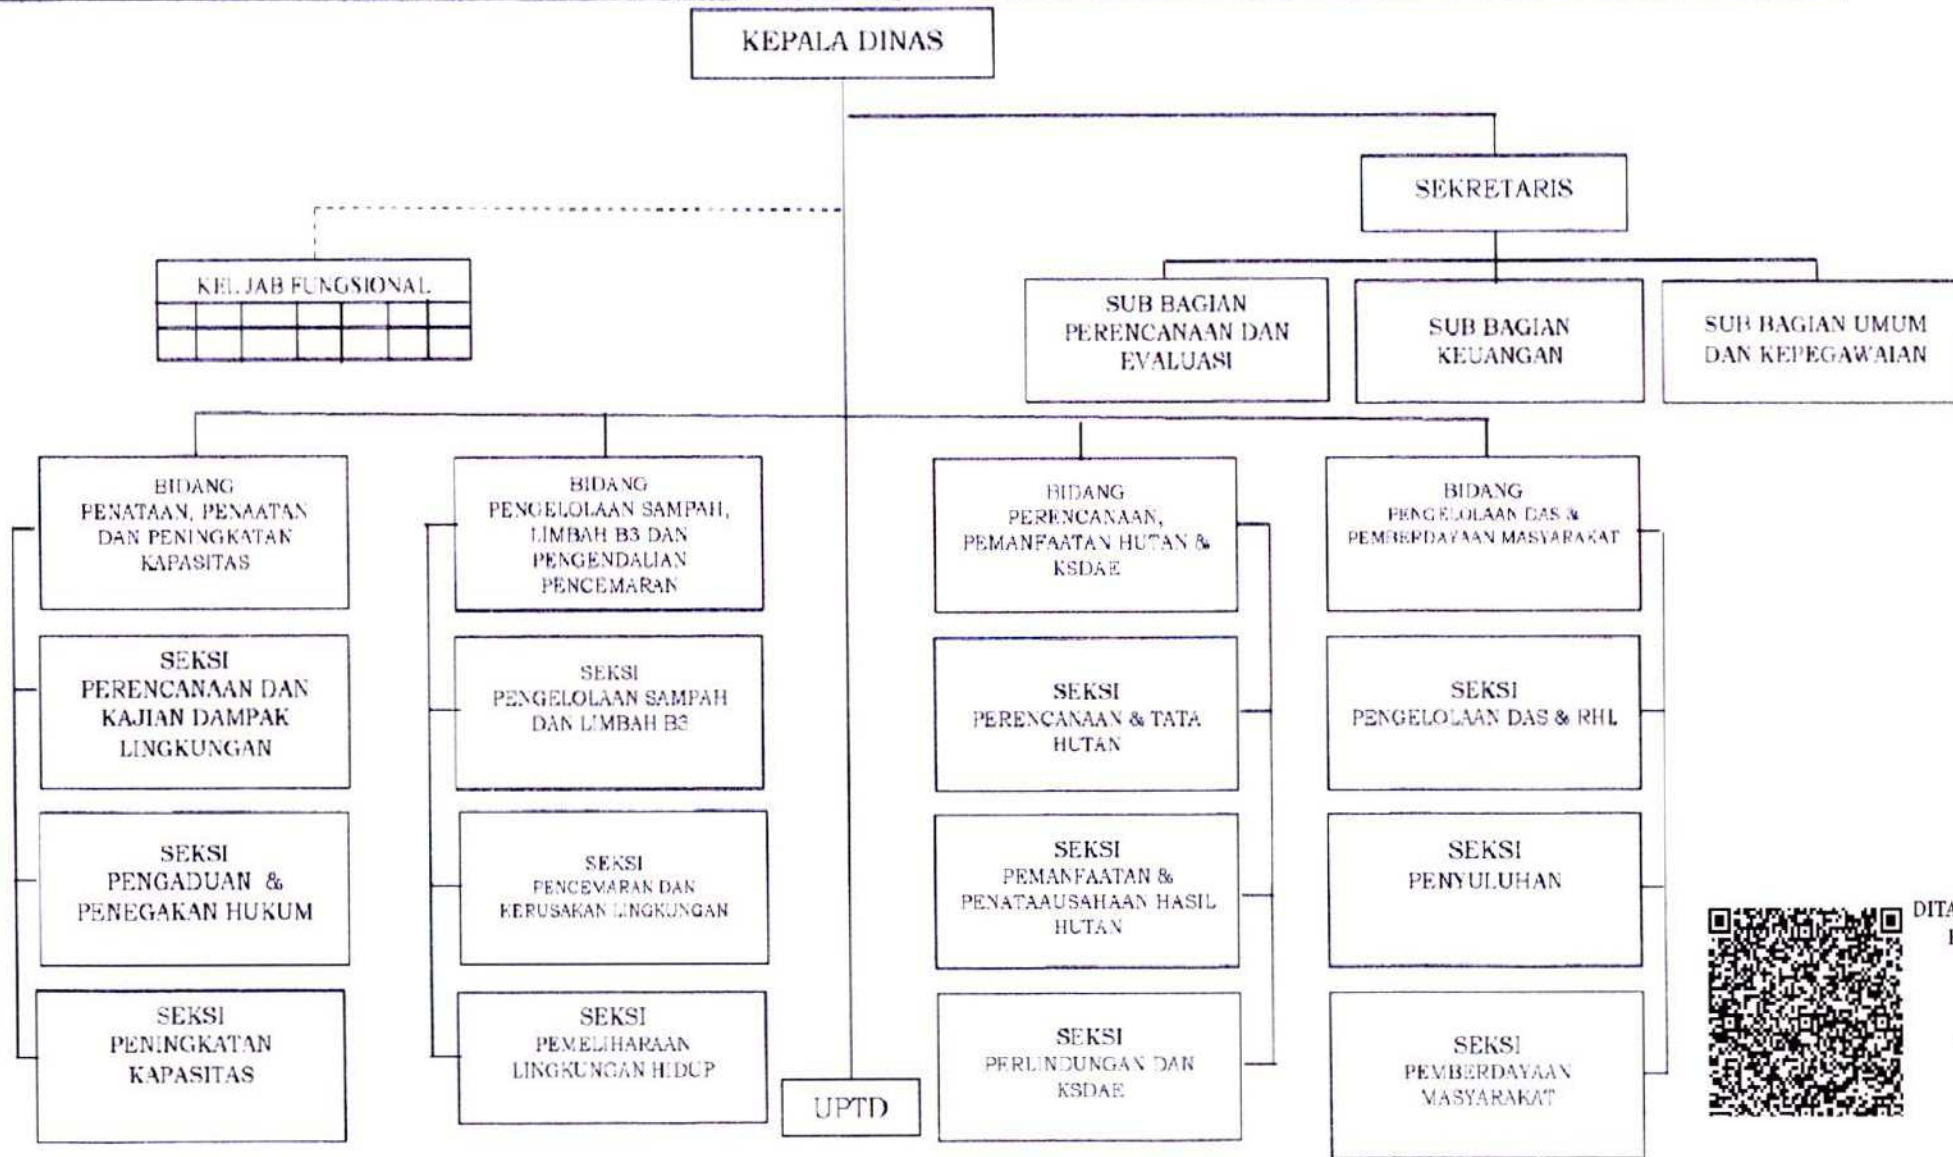 KEPALA DINAS
SEKRETARIS
KEL JAB FUNGSIONAL
SUB BAGIAN
PERENCANAAN DAN
EVALUASI
SUB BAGIAN
KEUANGAN
SUB BAGIAN UMUM
DAN KEPEGAWAIAN
BIDANG
PENATAAN, PENAATAN
DAN PENINGKATAN
KAPASITAS
BIDANG
PENGELOLAAN SAMPAH,
LIMBAH B3 DAN
PENGENDALIAN
PENCEMARAN
BIDANG
PERENCANAAN,
PEMANFAATAN HUTAN &
KSDAE
BIDANG
PENGELOLAAN DAS &
PEMBERDAYAAN MASYARAKAT
SEKSI
PERENCANAAN DAN
KAJIAN DAMPAK
LINGKUNGAN
SEKSI
PENGELOLAAN SAMPAH
DAN LIMBAH B3
SEKSI
PERENCANAAN & TATA
HUTAN
SEKSI
PENGELOLAAN DAS & RHL
SEKSI
PENGADUAN &
PENEGAKAN HUKUM
SEKSI
PENCEMARAN DAN
KERUSAKAN LINGKUNGAN
SEKSI
PEMANFAATAN &
PENATAAUSAHAAN HASIL
HUTAN
SEKSI
PENYULUHAN
DITA
SEKSI
PENINGKATAN
KAPASITAS
SEKSI
PEMELIHARAAN
LINGKUNGAN HIDUP
UPTD
SEKSI
PERLINDUNGAN DAN
KSDAE
SEKSI
PEMBERDAYAAN
MASYARAKAT